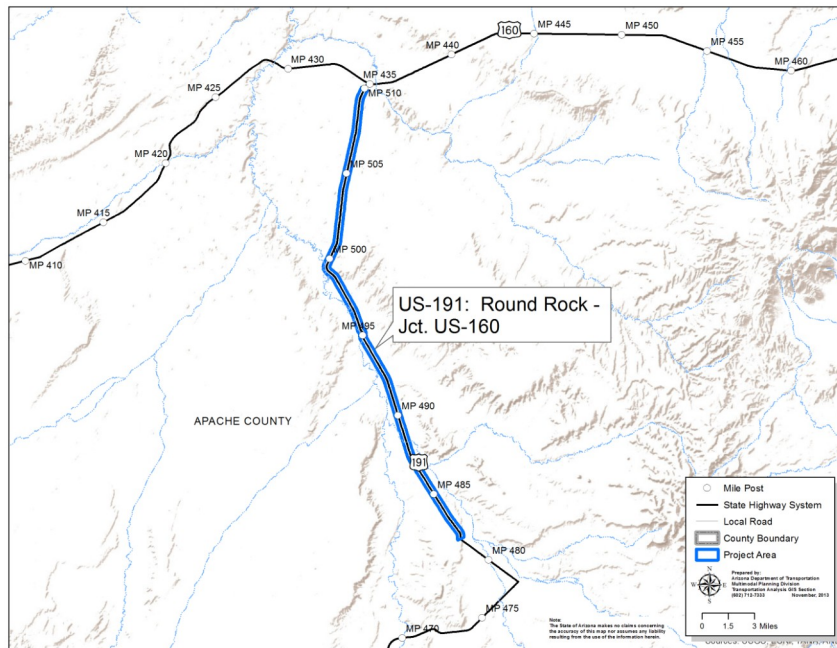 160
MP 445
MP 450
MP 440
MP 455
MP 430
MP 460
MP 435
MP 510
MP 425
MP 420
MP 505
MP 415
MP 500
MP 410
US-191: Round Rock -
Jct. US-160
MP 495
MP 490
APACHE COUNTY
191
MP 485
MP 480
MP 475
MP 470
Mile Post
State Highway System
Local Road
County Boundary
Project Area
N
W E
S
Prepared by:
Arizona Department of Transportation
Multimodal Planning Division
Transportation Analysis GIS Section
(602) 712-7333 November, 2012
0 1.5 3 Miles
Note:
The State of Arizona makes no claims concerning
the accuracy of this map nor assumes any liability
resulting from the use of the information herein.